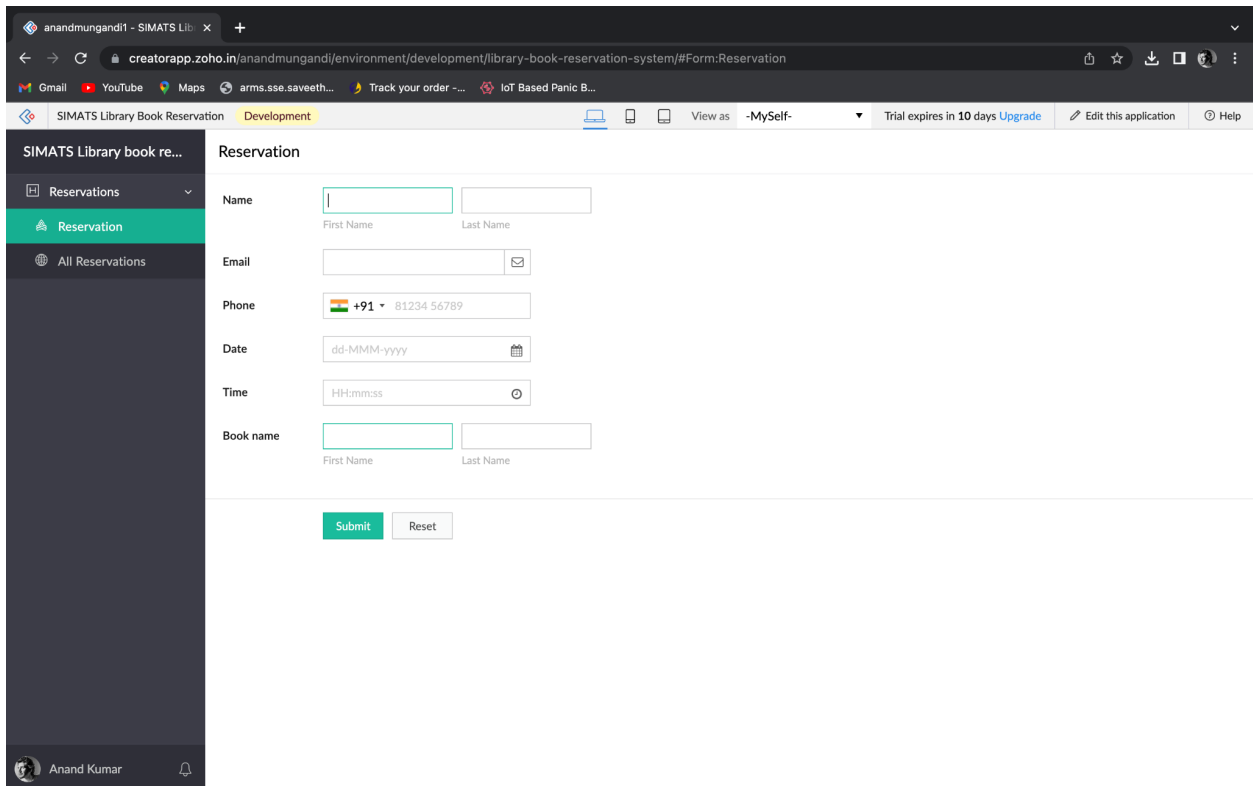 anandmungandi1 - SIMATS Lib
creatorapp.zoho.in/anandmungandi/environment/development/library-book-reservation-system/#Form:Reservation
Gmail YouTube Maps arms.sse.saveeth... Track your order -... IoT Based Panic B...
SIMATS Library Book Reservation Development View as -MySelf- Trial expires in 10 days Upgrade Edit this application Help
SIMATS Library book re... Reservation
Reservations
Reservation
All Reservations
Name
First Name Last Name
Email
Phone +91 81234 56789
Date dd-MMM-yyyy
Time HH:mm:ss
Book name
First Name Last Name
Submit Reset
Anand Kumar